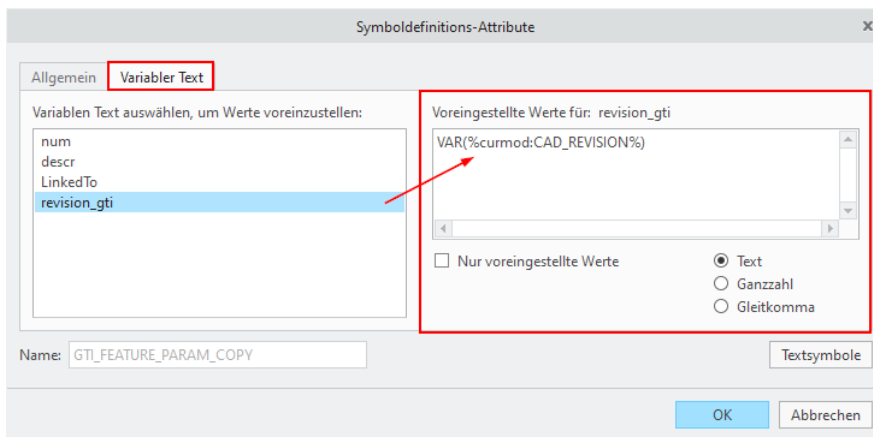 Symboldefinitions-Attribute
x
Allgemein
Variabler Text
Variablen Text auswählen, um Werte voreinzustellen:
num
descr
LinkedTo
revision_gti
Voreingestellte Werte für: revision_gti
VAR(%curmod:CAD_REVISION%)
Nur voreingestellte Werte
Text
Ganzzahl
Gleitkomma
Name: GTI_FEATURE_PARAM_COPY
Textsymbole
OK
Abbrechen